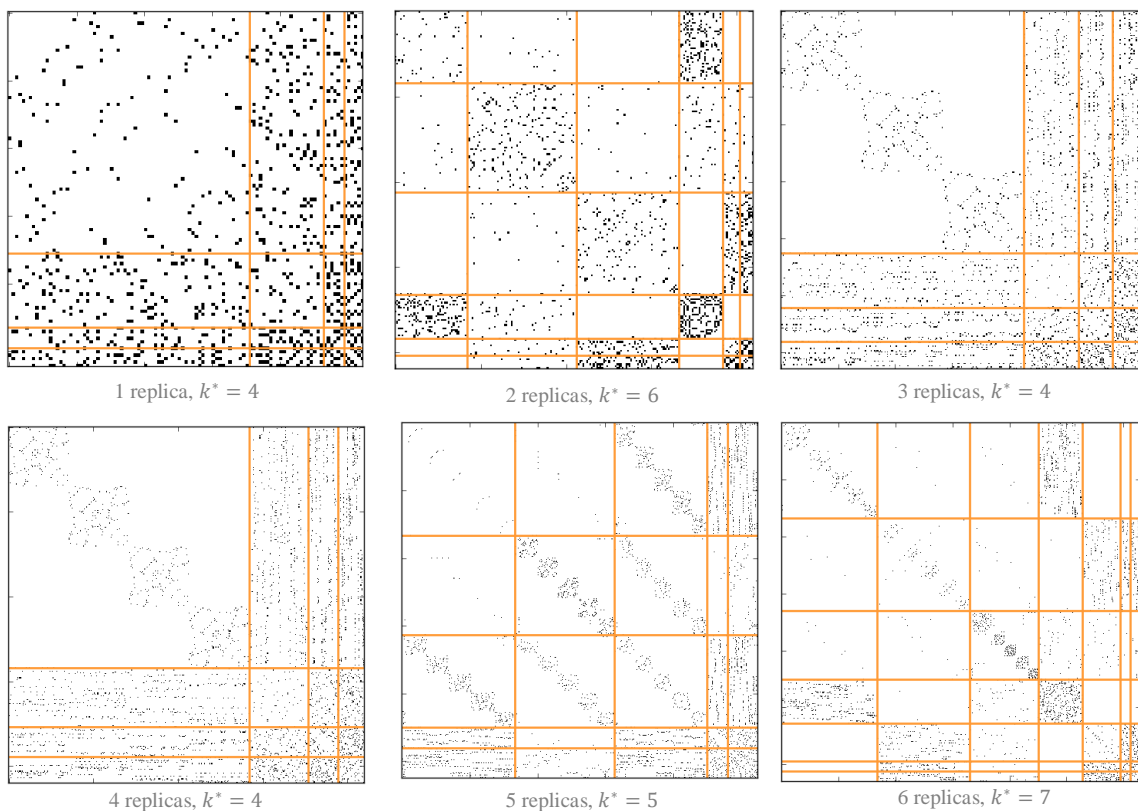 1 replica, k* = 4
2 replicas, k* = 6
3 replicas, k* = 4
4 replicas, k* = 4
5 replicas, k* = 5
6 replicas, k* = 7